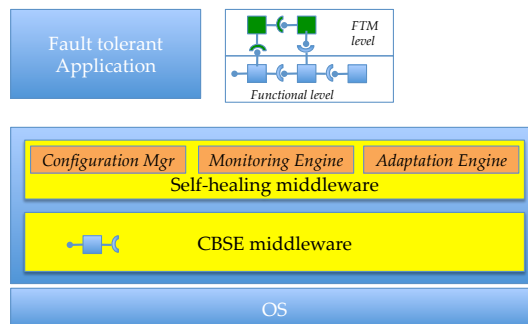 Fault tolerant
Application
FTM
level
Functional level
Configuration Mgr
Monitoring Engine
Adaptation Engine
Self-healing middleware
CBSE middleware
OS